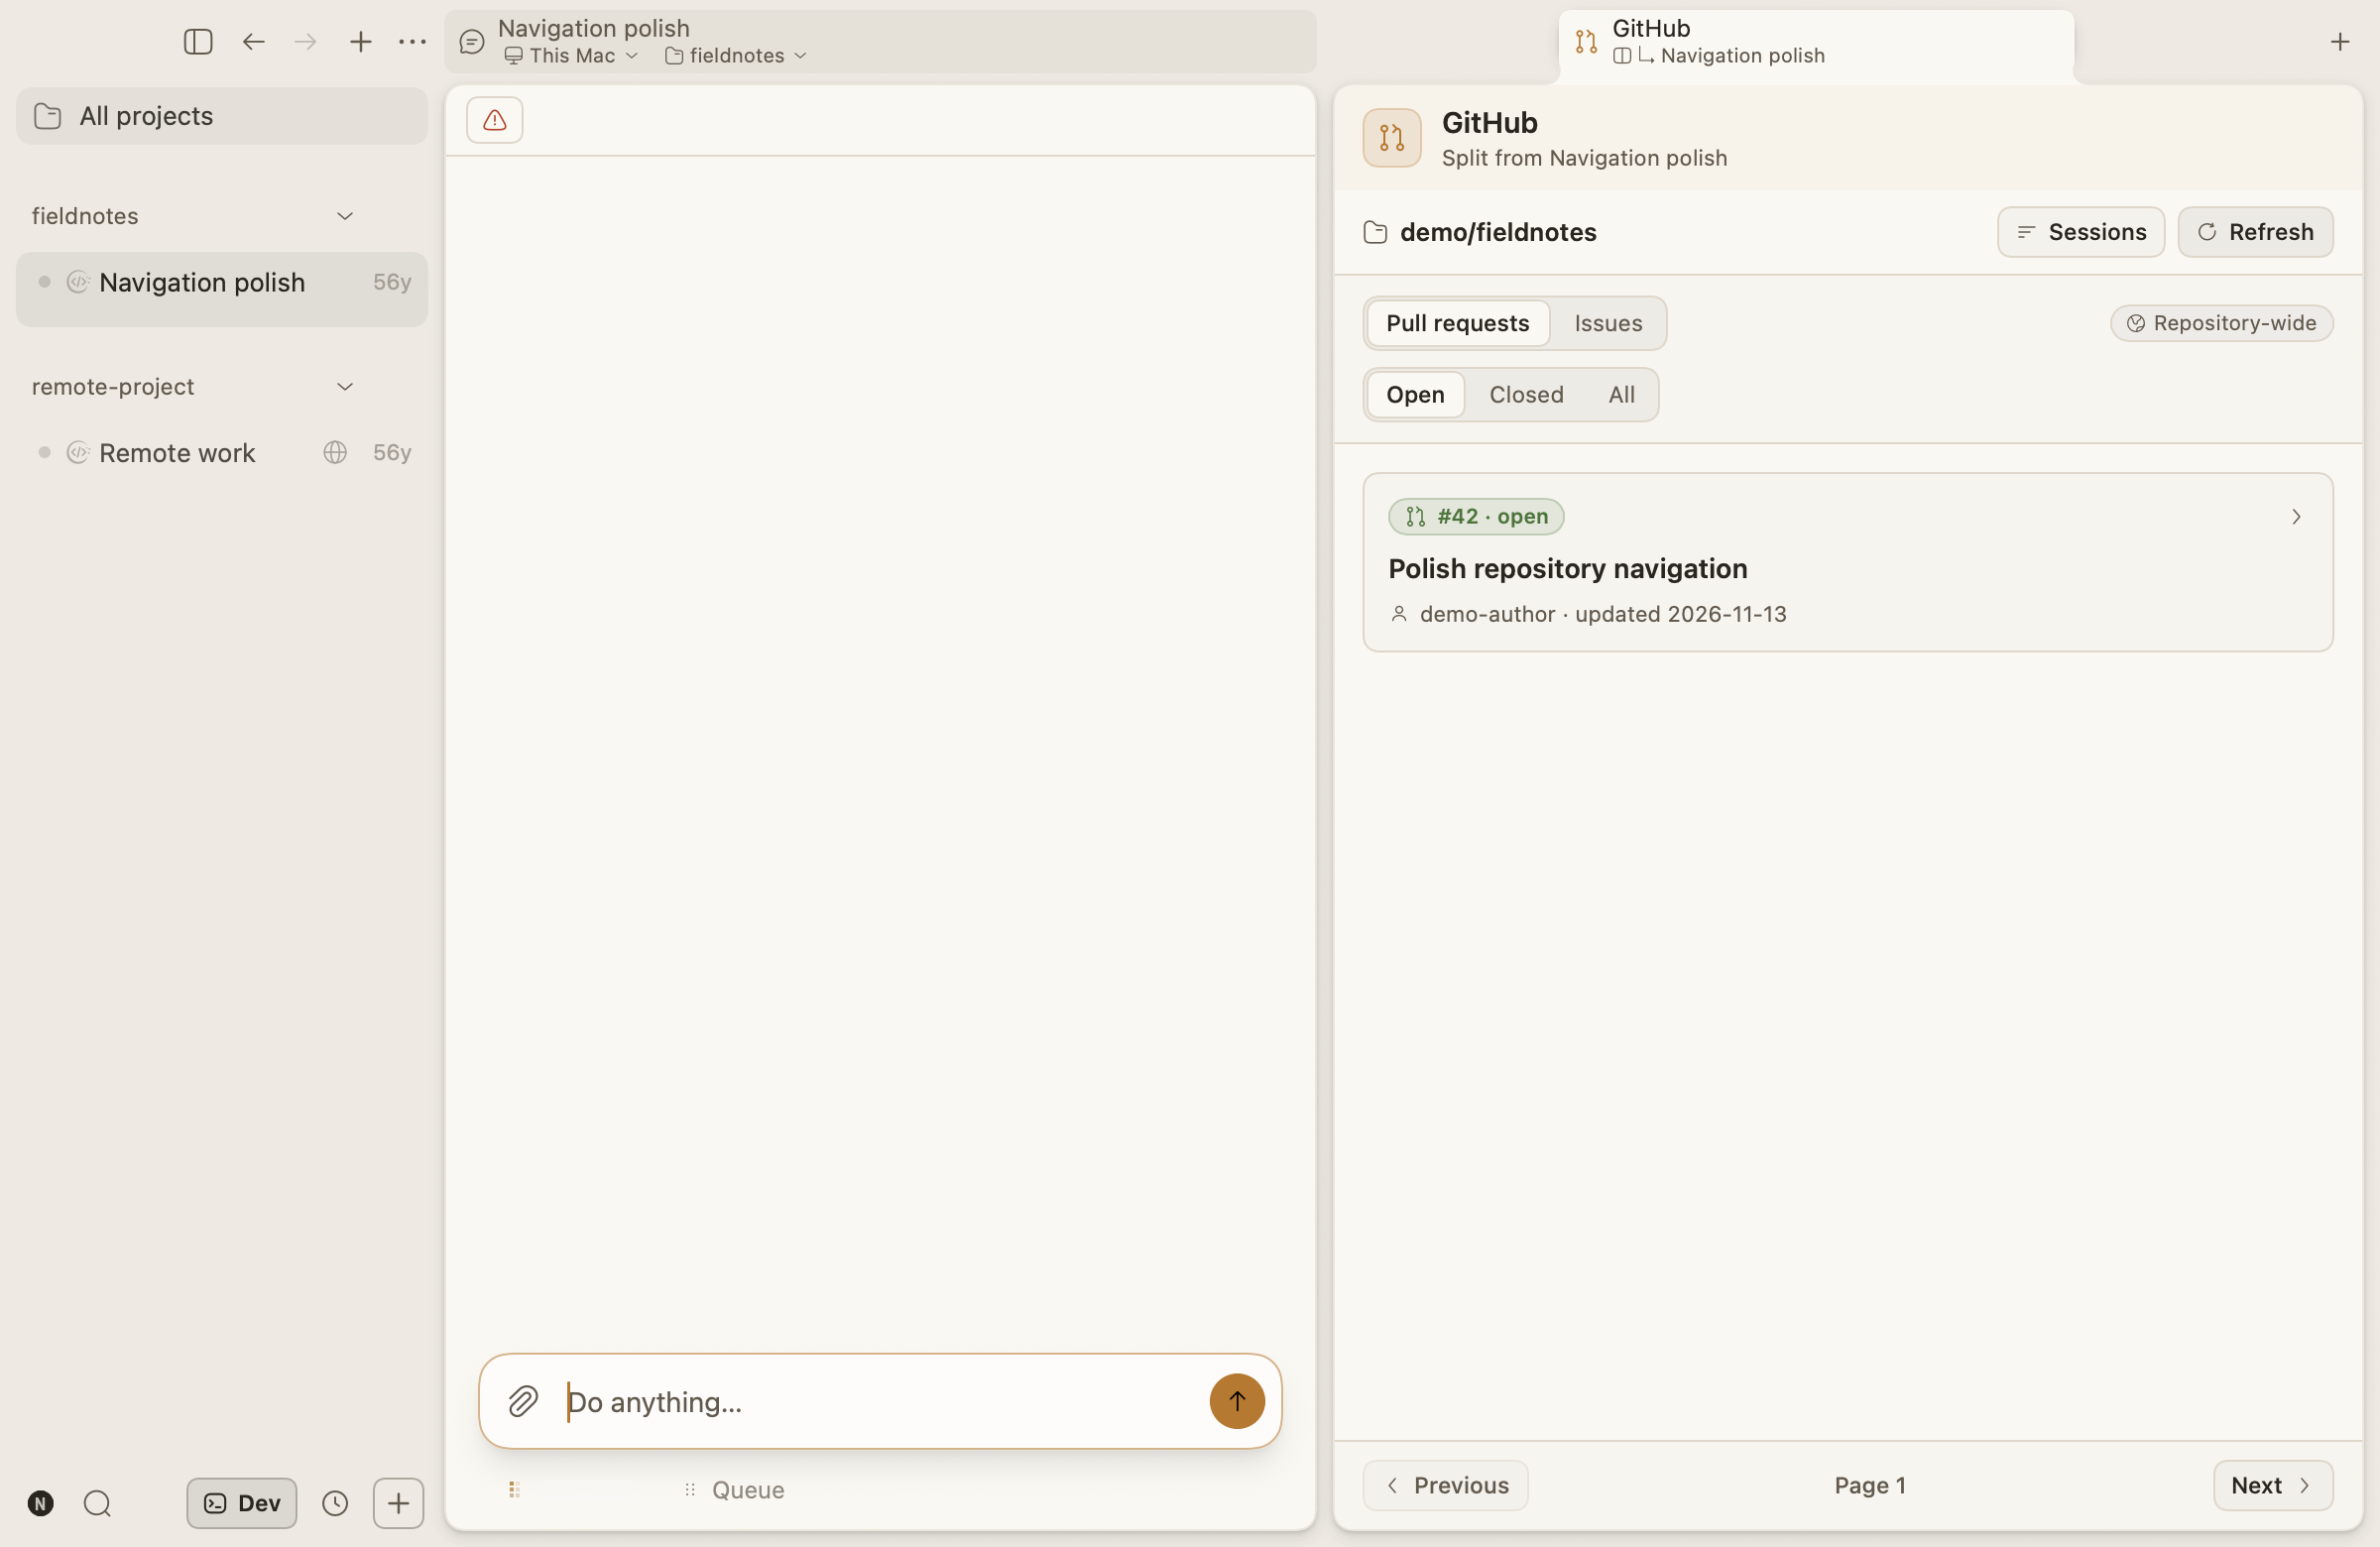 Navigation polish
This Mac
fieldnotes
GitHub
Navigation polish
All projects
fieldnotes
Navigation polish
56y
remote-project
Remote work
56y
N
Dev
Do anything...
Queue
GitHub
Split from Navigation polish
demo/fieldnotes
Sessions
Refresh
Pull requests
Issues
Repository-wide
Open
Closed
All
#42 · open
Polish repository navigation
demo-author · updated 2026-11-13
Previous
Page 1
Next